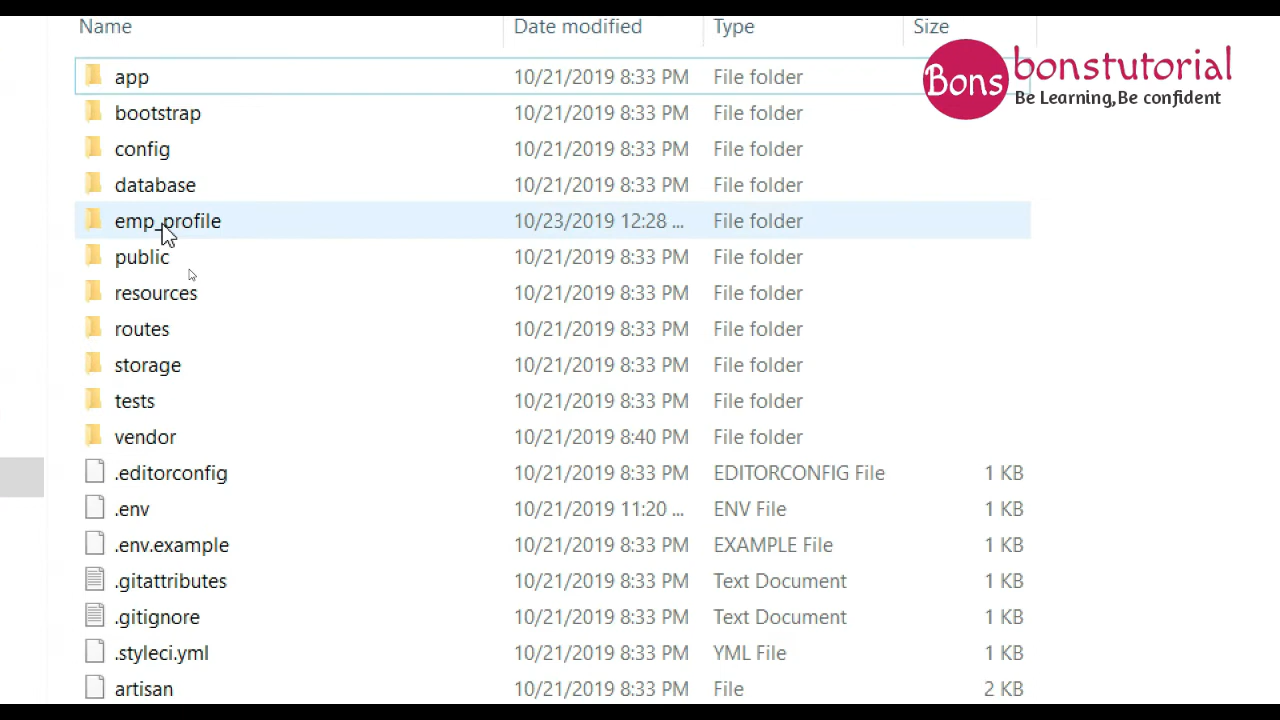 Name Date modified Type Size
app 10/21/2019 8:33 PM File folder
bootstrap 10/21/2019 8:33 PM File folder
config 10/21/2019 8:33 PM File folder
database 10/21/2019 8:33 PM File folder
emp_profile 10/23/2019 12:28 ... File folder
public 10/21/2019 8:33 PM File folder
resources 10/21/2019 8:33 PM File folder
routes 10/21/2019 8:33 PM File folder
storage 10/21/2019 8:33 PM File folder
tests 10/21/2019 8:33 PM File folder
vendor 10/21/2019 8:40 PM File folder
.editorconfig 10/21/2019 8:33 PM EDITORCONFIG File 1 KB
.env 10/21/2019 11:20 ... ENV File 1 KB
.env.example 10/21/2019 8:33 PM EXAMPLE File 1 KB
.gitattributes 10/21/2019 8:33 PM Text Document 1 KB
.gitignore 10/21/2019 8:33 PM Text Document 1 KB
.styleci.yml 10/21/2019 8:33 PM YML File 1 KB
artisan 10/21/2019 8:33 PM File 2 KB
Bons
bonstutorial
Be Learning,Be confident